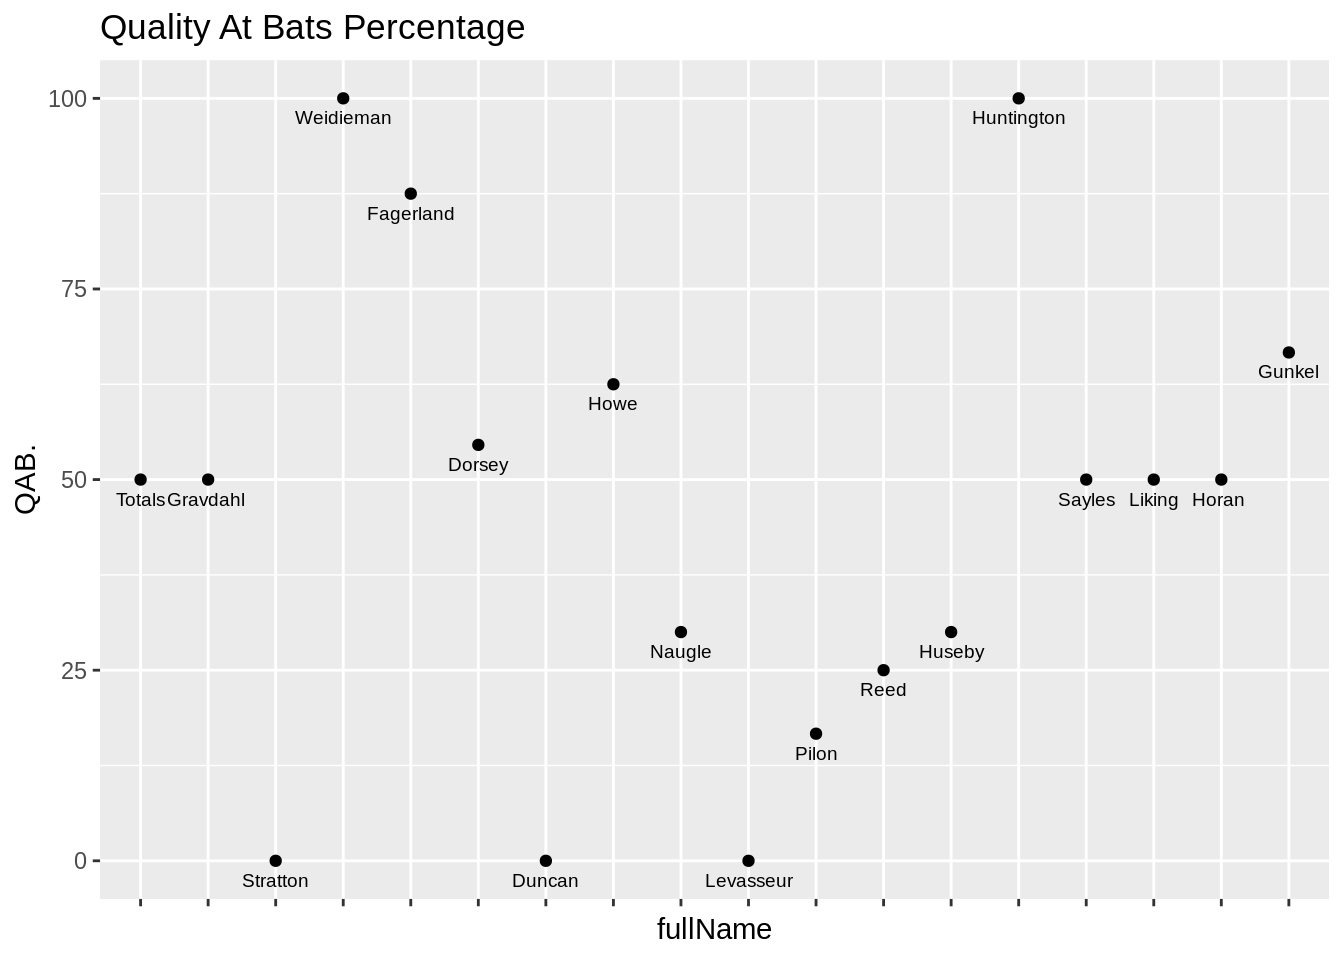 Quality At Bats Percentage
100
Weidieman
Huntington
Fagerland
75
Gunkel
Howe
Dorsey
50
Totals Gravdahl
Sayles Liking Horan
QAB.
Naugle
Huseby
25
Reed
Pilon
0
Stratton
Duncan
Levasseur
fullName